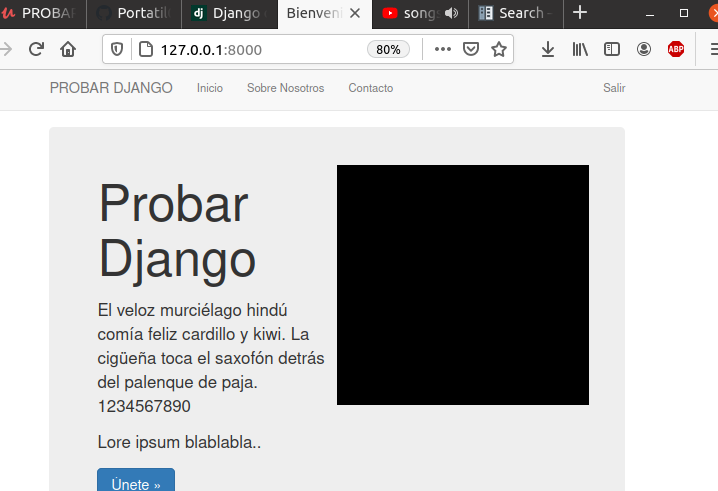 PROBAR
Portatil
Django
Bienveni
songs
Search -
127.0.0.1:8000
80%
ABP
PROBAR DJANGO
Inicio
Sobre Nosotros
Contacto
Salir
Probar
Django
El veloz murciélago hindú
comía feliz cardillo y kiwi. La
cigüeña toca el saxofón detrás
del palenque de paja.
1234567890
Lore ipsum blablabla..
Únete »